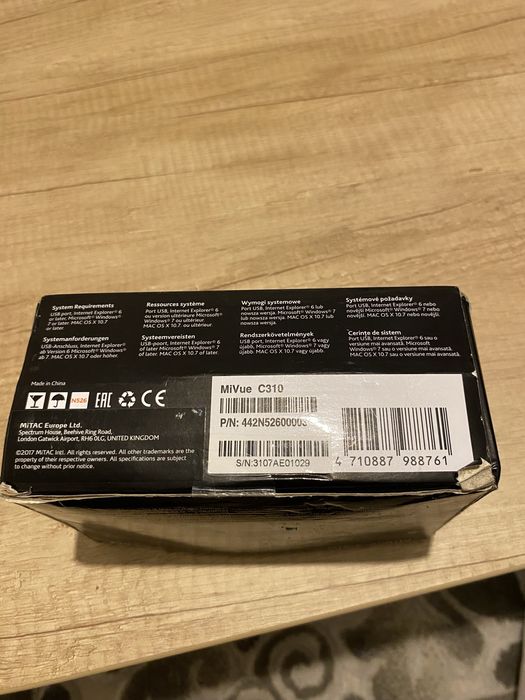 System Requirements
USB port, Internet Explorer® 6
or later, Microsoft® Windows®
7 or later. MAC OS X 10.7
or later.
Ressources système
Port USB, Internet Explorer® 6
ou version ultérieure Microsoft®
Windows® 7 ou ultérieur.
MAC OS X 10.7 ou ultérieur.
Wymogi systemowe
Port USB, Internet Explorer® 6 lub
nowsza wersja. Microsoft® Windows® 7
lub nowsza wersja. MAC OS X 10.7 lub
nowsza wersja.
Systémové požadavky
Port USB, Internet Explorer® 6 nebo
novější. Microsoft® Windows® 7 nebo
novější. MAC OS X 10.7 nebo novější.
Systemanforderungen
USB-Anschluss, Internet Explorer®
ab Version 6 Microsoft® Windows®
ab 7. MAC OS X 10.7 oder höher.
Systeemvereisten
USB-poort, Internet Explorer® 6
of later Microsoft® Windows® 7
of later. MAC OS X 10.7 of later.
Rendszerkövetelmények
USB port, Internet Explorer® 6 vagy
újabb, Microsoft® Windows® 7 vagy
újabb. MAC OS X 10.7 vagy újabb.
Cerințe de sistem
Port USB, Internet Explorer® 6 sau o
versiune mai avansată, Microsoft
Windows® 7 sau o versiune mai avansată.
MAC OS X 10.7 sau o versiune mai avansată.
Made in China
N526
EAC
CE
MiTAC Europe Ltd.
Spectrum House, Beehive Ring Road,
London Gatwick Airport, RH6 0LG, UNITED KINGDOM
©2017 MiTAC Intl. All rights reserved. All other trademarks are the
property of their respective owners. All specifications are subject
to change without prior notice.
MiVue C310
P/N: 442N52600003
S/N:3107AE01029
4 710887 988761